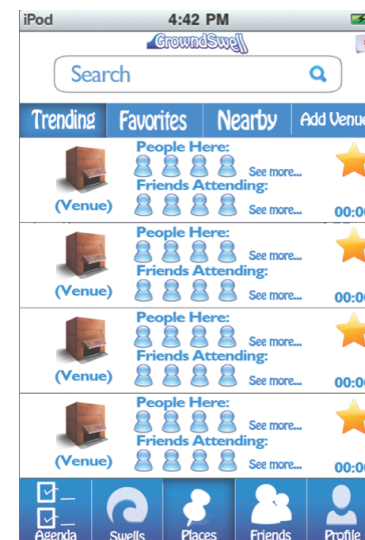 iPod 4:42 PM
GrowndSwell
Search
Trending Favorites Nearby Add Venue
People Here:
See more...
Friends Attending:
(Venue) See more... 00:0
People Here:
See more...
Friends Attending:
(Venue) See more... 00:0
People Here:
See more...
Friends Attending:
(Venue) See more... 00:0
People Here:
See more...
Friends Attending:
(Venue) See more... 00:0
Agenda Swells Places Friends Profile